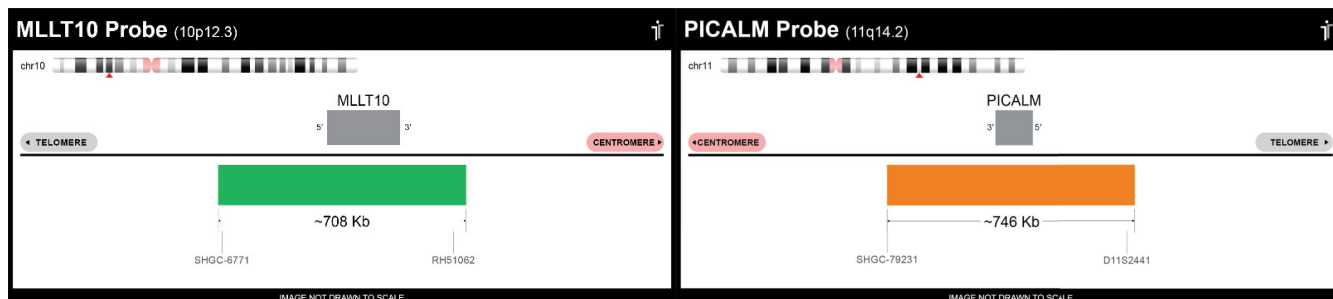 MLLT10 Probe (10p12.3)
chr10
MLLT10
5' 3'
◂ TELOMERE
CENTROMERE ▸
~708 Kb
SHGC-6771
RH51062
IMAGE NOT DRAWN TO SCALE
PICALM Probe (11q14.2)
chr11
PICALM
3' 5'
◂CENTROMERE
TELOMERE ▸
~746 Kb
SHGC-79231
D11S2441
IMAGE NOT DRAWN TO SCALE